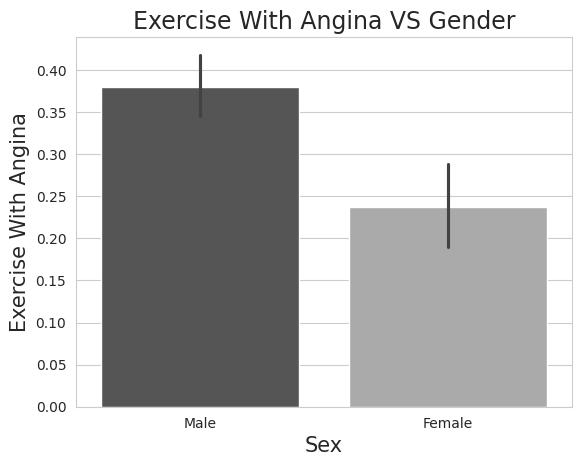 Exercise With Angina VS Gender
Exercise With Angina
0.40
0.35
0.30
0.25
0.20
0.15
0.10
0.05
0.00
Male
Female
Sex